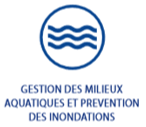 GESTION DES MILIEUX
AQUATIQUES ET PREVENTION
DES INONDATIONS